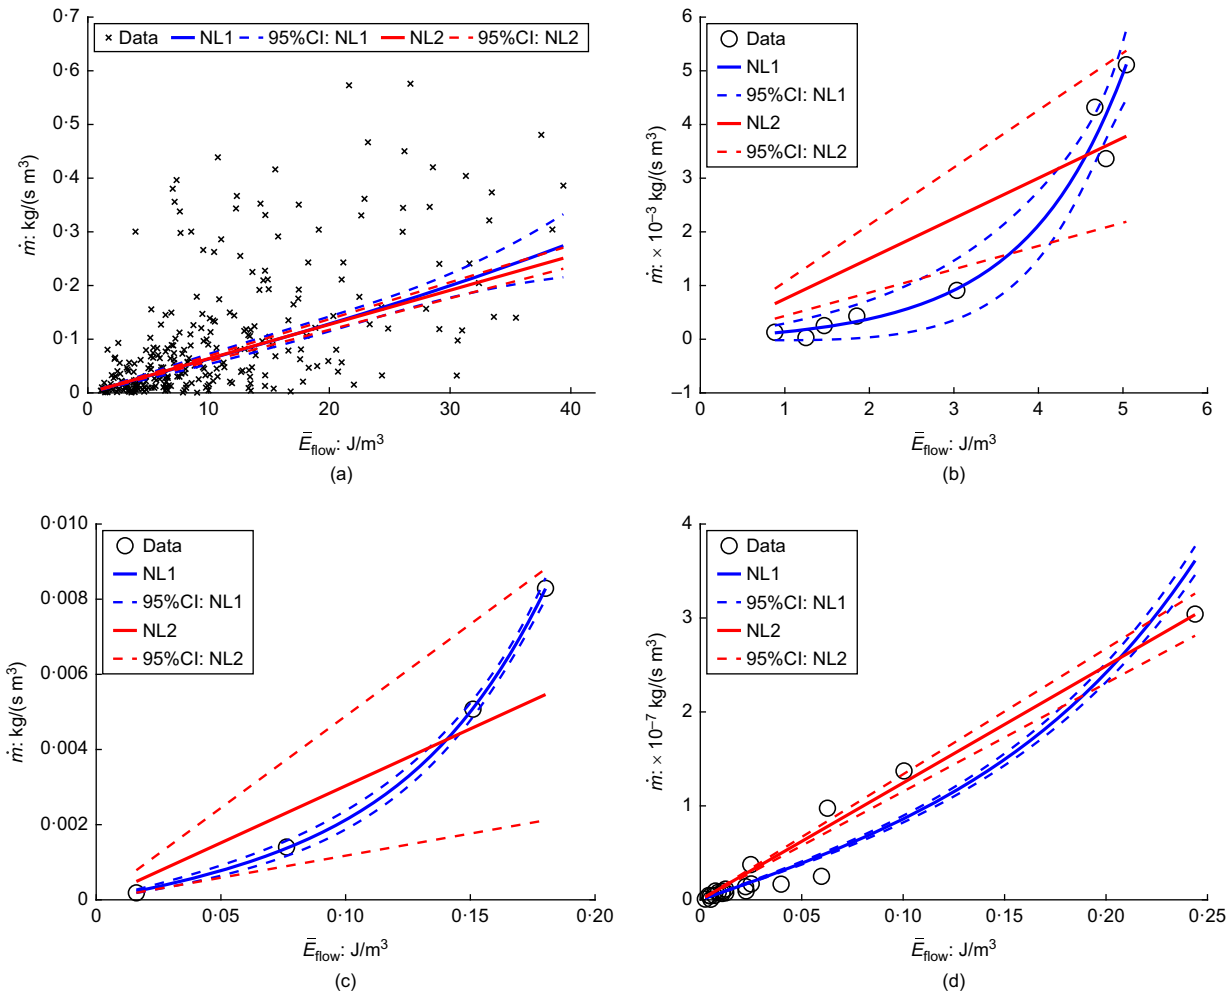 0·7
0·6
0·5
0·4
0·3
0·2
0·1
0
ṁ: kg/(s m³)
Data NL1 95%CI: NL1 NL2 95%CI: NL2
0 10 20 30 40
Ē_flow: J/m³
(a)
6
5
4
3
2
1
0
−1
ṁ: × 10⁻³ kg/(s m³)
Data
NL1
95%CI: NL1
NL2
95%CI: NL2
0 1 2 3 4 5 6
Ē_flow: J/m³
(b)
0·010
0·008
0·006
0·004
0·002
0
ṁ: kg/(s m³)
Data
NL1
95%CI: NL1
NL2
95%CI: NL2
0 0·05 0·10 0·15 0·20
Ē_flow: J/m³
(c)
4
3
2
1
0
ṁ: × 10⁻⁷ kg/(s m³)
Data
NL1
95%CI: NL1
NL2
95%CI: NL2
0 0·05 0·10 0·15 0·20 0·25
Ē_flow: J/m³
(d)